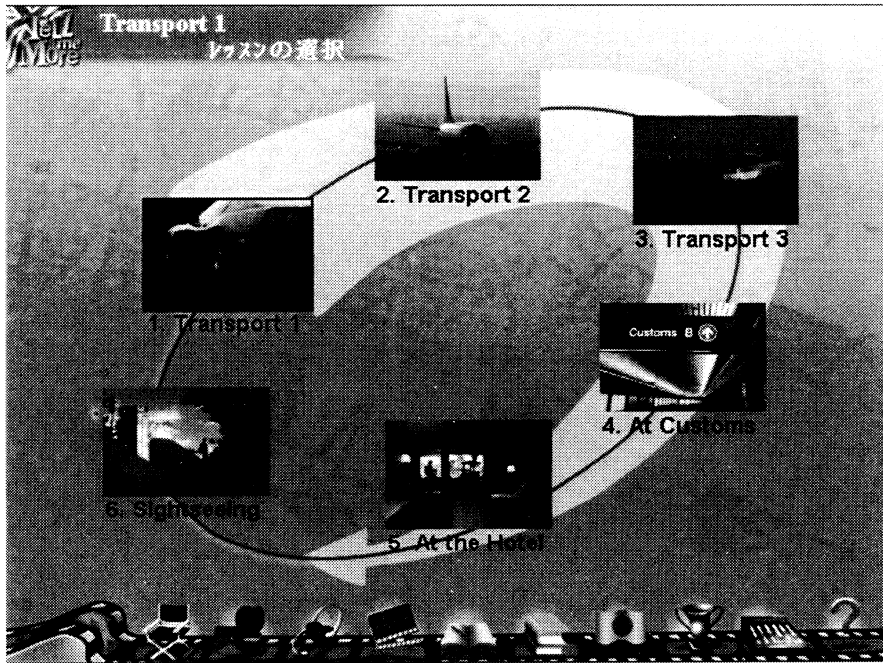 Tell
me
More
Transport 1
レッスンの選択
2. Transport 2
3. Transport 3
1. Transport 1
Customs B
4. At Customs
6. Sightseeing
5. At the Hotel
?